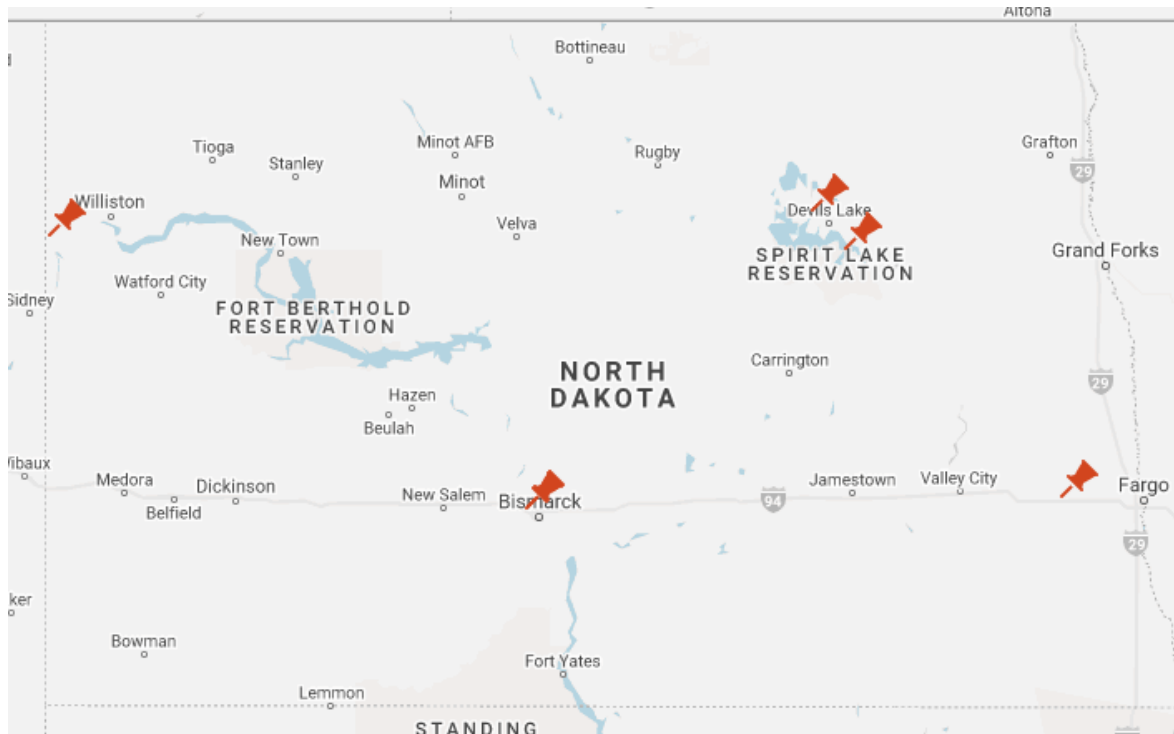 Altona
Bottineau
Minot AFB
Tioga
Stanley
Rugby
Grafton
29
Minot
Williston
Devils Lake
Velva
New Town
SPIRIT LAKE
RESERVATION
Grand Forks
Watford City
Sidney
FORT BERTHOLD
RESERVATION
Carrington
NORTH
DAKOTA
29
Hazen
Beulah
Medora
Dickinson
Belfield
New Salem
Bismarck
94
Jamestown
Valley City
Fargo
29
Bowman
Fort Yates
Lemmon
STANDING